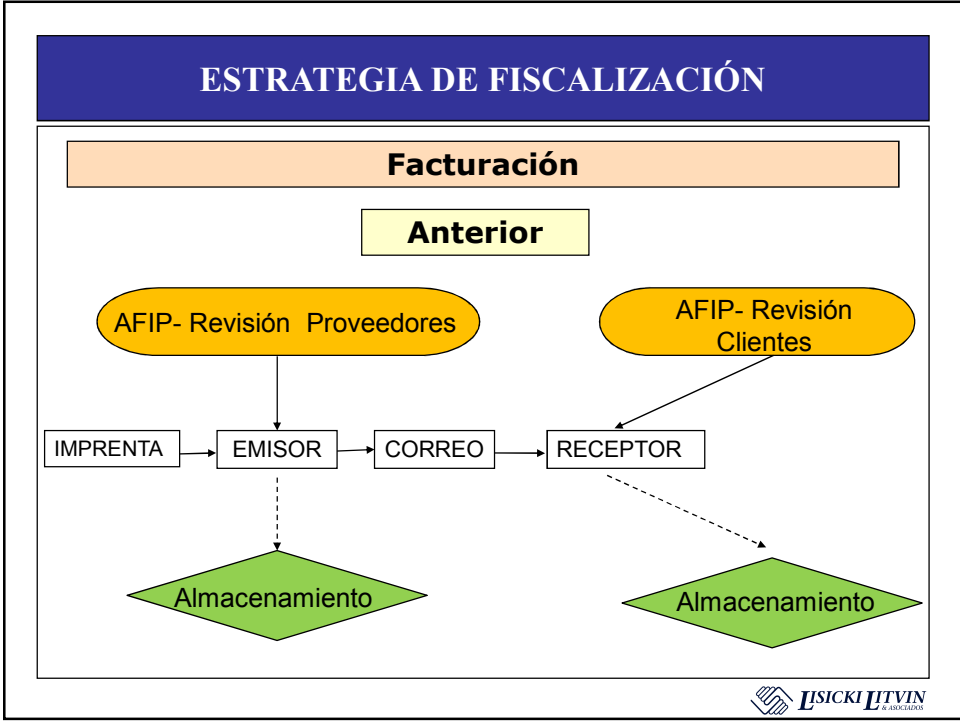 ESTRATEGIA DE FISCALIZACIÓN
Facturación
Anterior
AFIP- Revisión Proveedores
AFIP- Revisión
Clientes
IMPRENTA
EMISOR
CORREO
RECEPTOR
Almacenamiento
Almacenamiento
LISICKI LITVIN
& ASOCIADOS